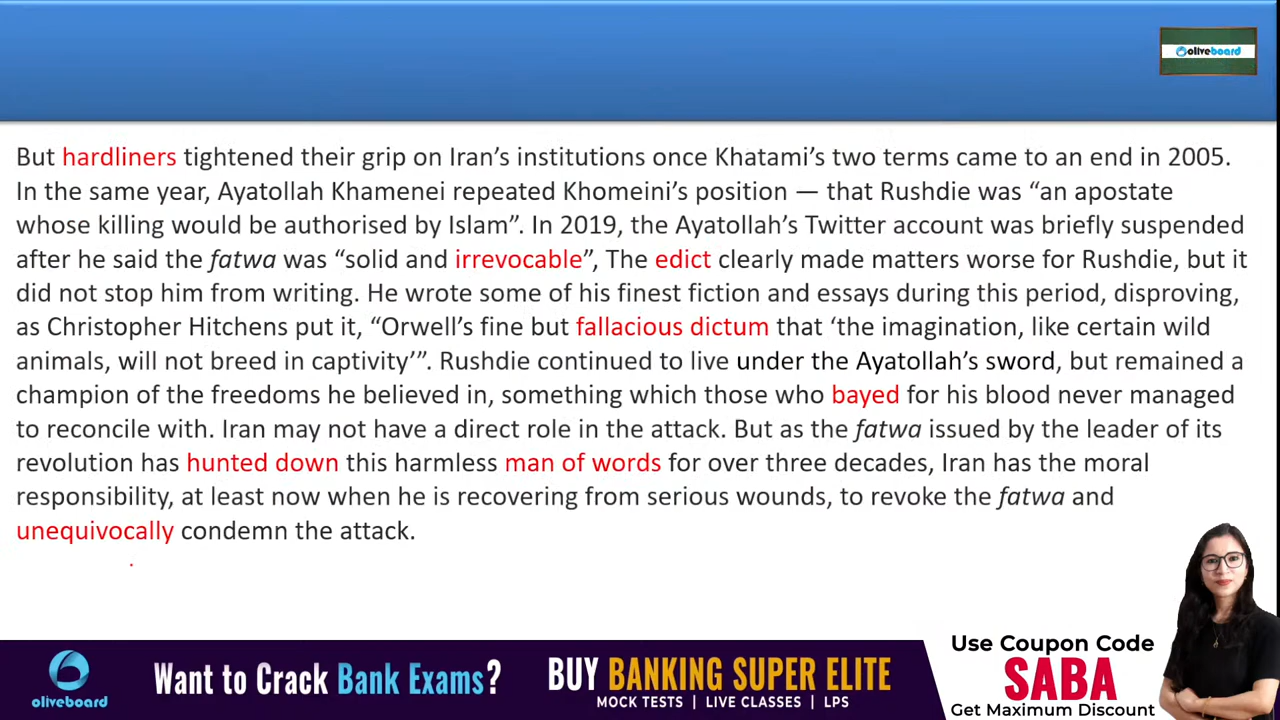 oliveboard
But hardliners tightened their grip on Iran’s institutions once Khatami’s two terms came to an end in 2005.
In the same year, Ayatollah Khamenei repeated Khomeini’s position — that Rushdie was “an apostate
whose killing would be authorised by Islam”. In 2019, the Ayatollah’s Twitter account was briefly suspended
after he said the fatwa was “solid and irrevocable”, The edict clearly made matters worse for Rushdie, but it
did not stop him from writing. He wrote some of his finest fiction and essays during this period, disproving,
as Christopher Hitchens put it, “Orwell’s fine but fallacious dictum that ‘the imagination, like certain wild
animals, will not breed in captivity’”. Rushdie continued to live under the Ayatollah’s sword, but remained a
champion of the freedoms he believed in, something which those who bayed for his blood never managed
to reconcile with. Iran may not have a direct role in the attack. But as the fatwa issued by the leader of its
revolution has hunted down this harmless man of words for over three decades, Iran has the moral
responsibility, at least now when he is recovering from serious wounds, to revoke the fatwa and
unequivocally condemn the attack.
oliveboard
Want to Crack Bank Exams?
BUY BANKING SUPER ELITE
MOCK TESTS | LIVE CLASSES | LPS
Use Coupon Code
SABA
Get Maximum Discount